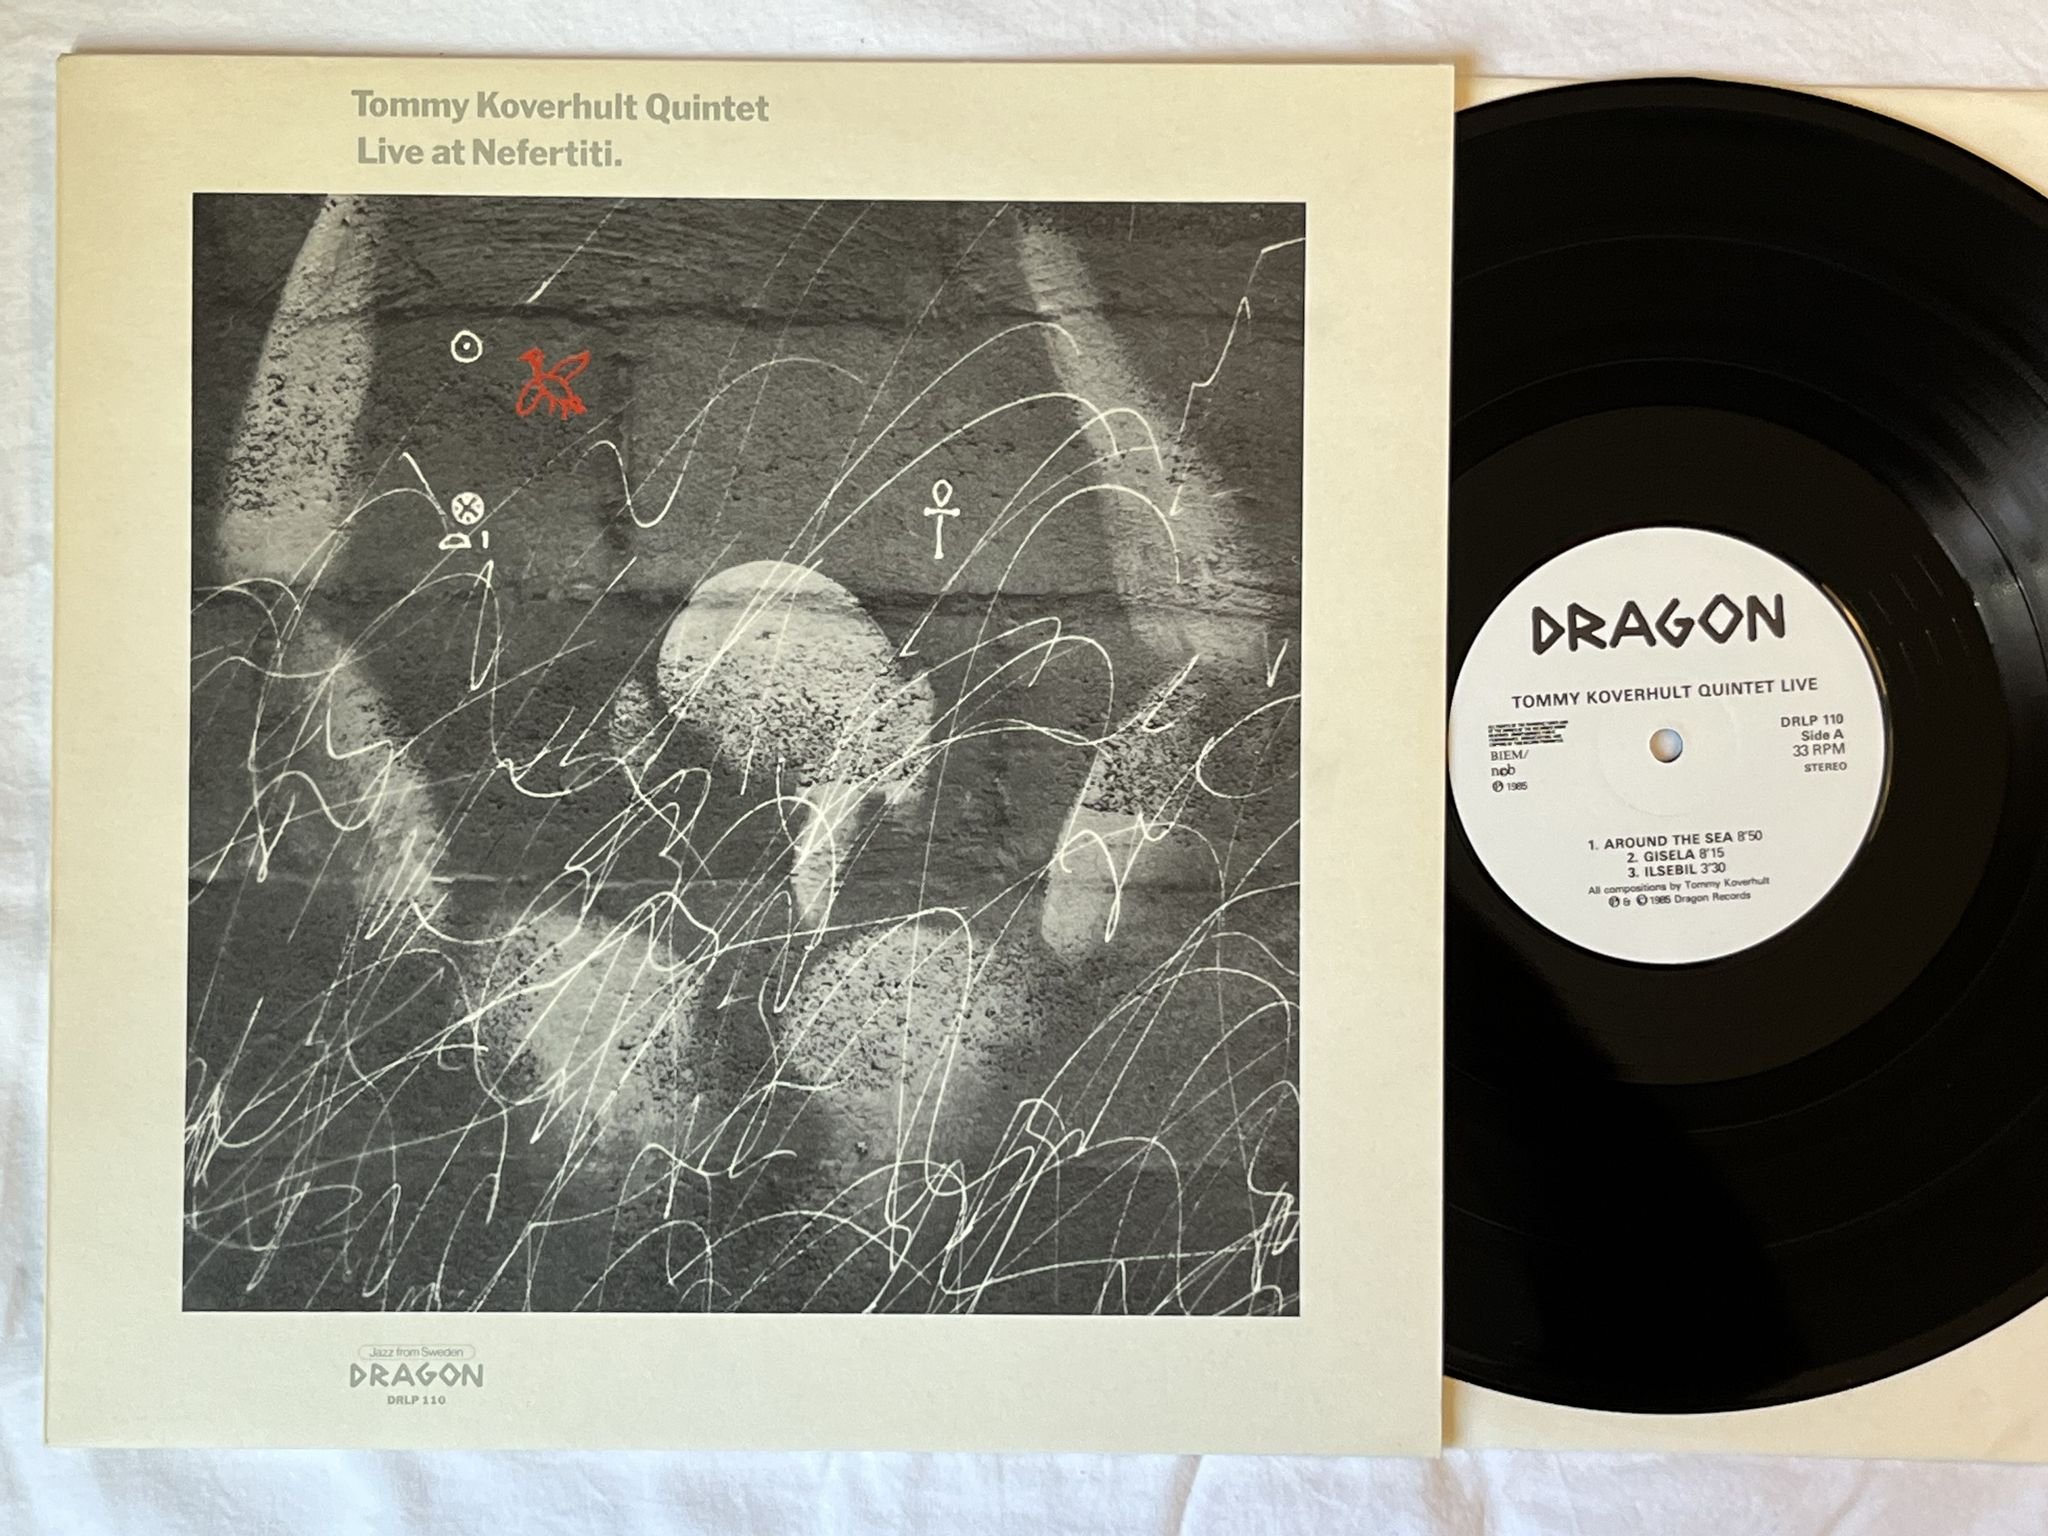 Tommy Koverhult Quintet
Live at Nefertiti.
Jazz from Sweden
DRAGON
DRLP 110
DRAGON
TOMMY KOVERHULT QUINTET LIVE
BIEM/
ncb
Ⓟ 1985
DRLP 110
Side A
33 RPM
STEREO
1. AROUND THE SEA 8'50
2. GISELA 8'15
3. ILSEBIL 3'30
All compositions by Tommy Koverhult
Ⓟ & © 1985 Dragon Records